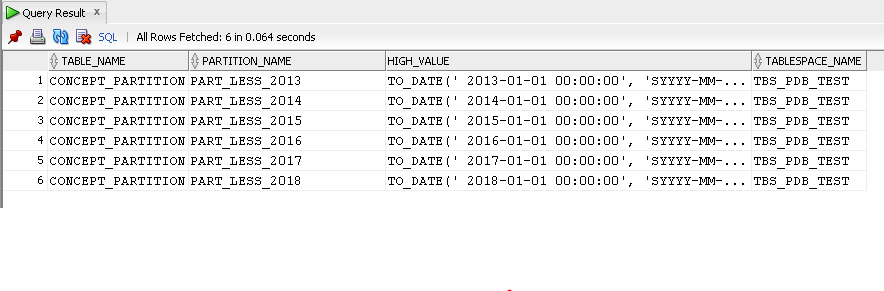 Query Result x
SQL | All Rows Fetched: 6 in 0.064 seconds
TABLE_NAME PARTITION_NAME HIGH_VALUE TABLESPACE_NAME
1 CONCEPT_PARTITION PART_LESS_2013 TO_DATE(' 2013-01-01 00:00:00', 'SYYYY-MM-... TBS_PDB_TEST
2 CONCEPT_PARTITION PART_LESS_2014 TO_DATE(' 2014-01-01 00:00:00', 'SYYYY-MM-... TBS_PDB_TEST
3 CONCEPT_PARTITION PART_LESS_2015 TO_DATE(' 2015-01-01 00:00:00', 'SYYYY-MM-... TBS_PDB_TEST
4 CONCEPT_PARTITION PART_LESS_2016 TO_DATE(' 2016-01-01 00:00:00', 'SYYYY-MM-... TBS_PDB_TEST
5 CONCEPT_PARTITION PART_LESS_2017 TO_DATE(' 2017-01-01 00:00:00', 'SYYYY-MM-... TBS_PDB_TEST
6 CONCEPT_PARTITION PART_LESS_2018 TO_DATE(' 2018-01-01 00:00:00', 'SYYYY-MM-... TBS_PDB_TEST